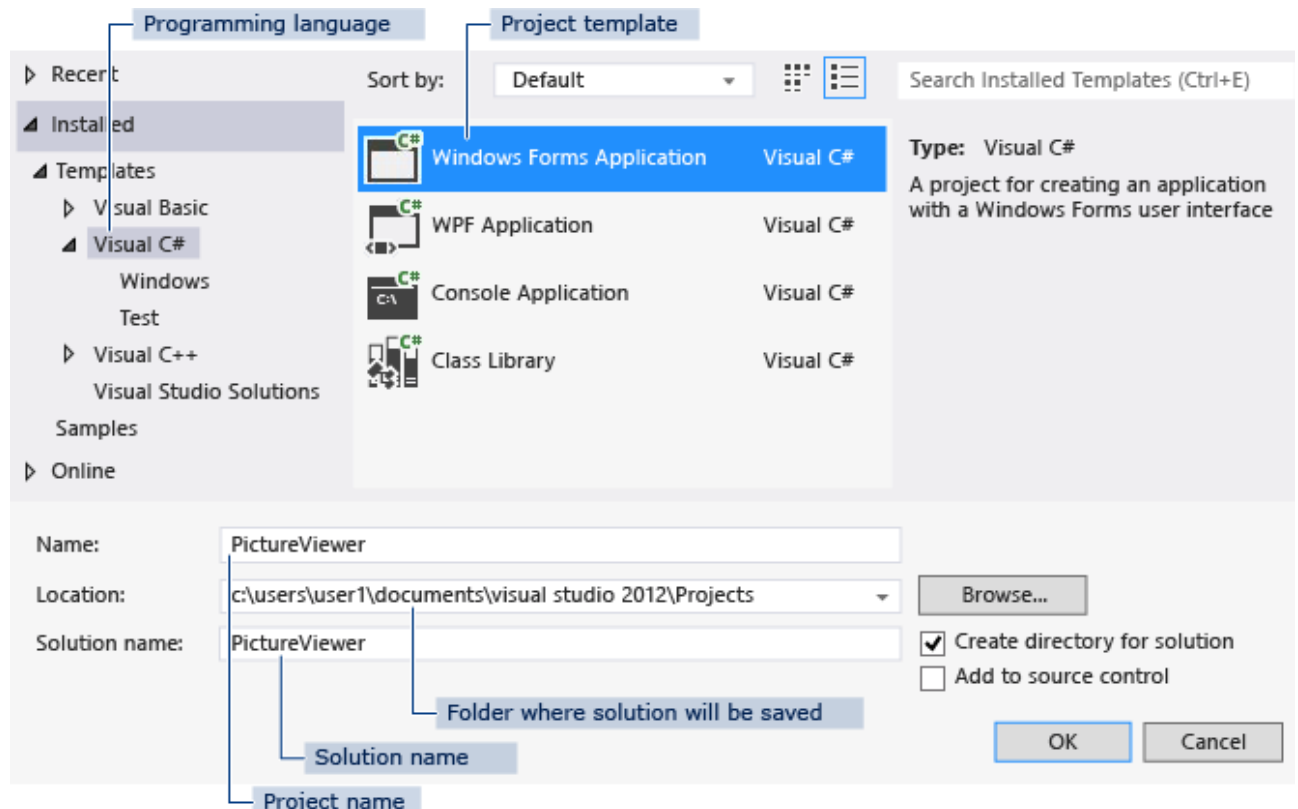 Programming language
Project template
Recent
Sort by:
Default
Search Installed Templates (Ctrl+E)
Installed
Templates
Visual Basic
Visual C#
Windows
Test
Visual C++
Visual Studio Solutions
Samples
Online
C#
Windows Forms Application
Visual C#
C#
WPF Application
Visual C#
C#
C:\
Console Application
Visual C#
C#
Class Library
Visual C#
Type: Visual C#
A project for creating an application
with a Windows Forms user interface
Name:
PictureViewer
Location:
c:\users\user1\documents\visual studio 2012\Projects
Browse...
Solution name:
PictureViewer
Create directory for solution
Add to source control
Folder where solution will be saved
OK
Cancel
Solution name
Project name